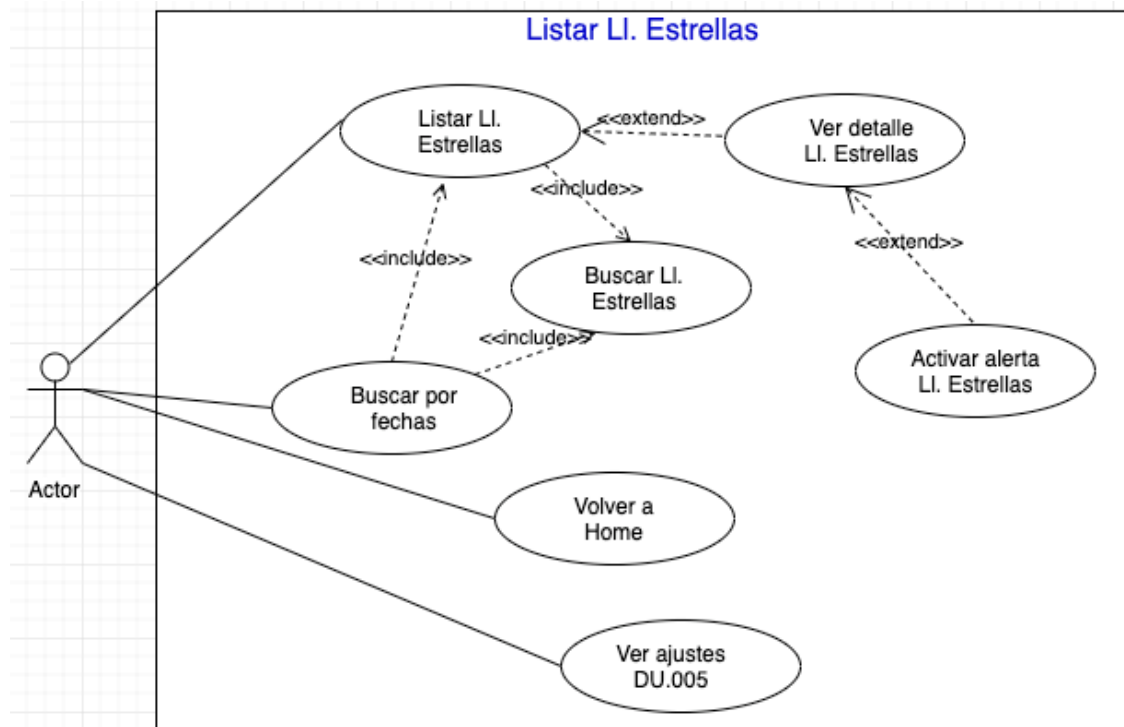 Listar Ll. Estrellas
Listar Ll.
Estrellas
<<extend>>
Ver detalle
Ll. Estrellas
<<include>>
<<extend>>
<<include>>
Buscar Ll.
Estrellas
<<include>>
Activar alerta
Ll. Estrellas
Buscar por
fechas
Actor
Volver a
Home
Ver ajustes
DU.005